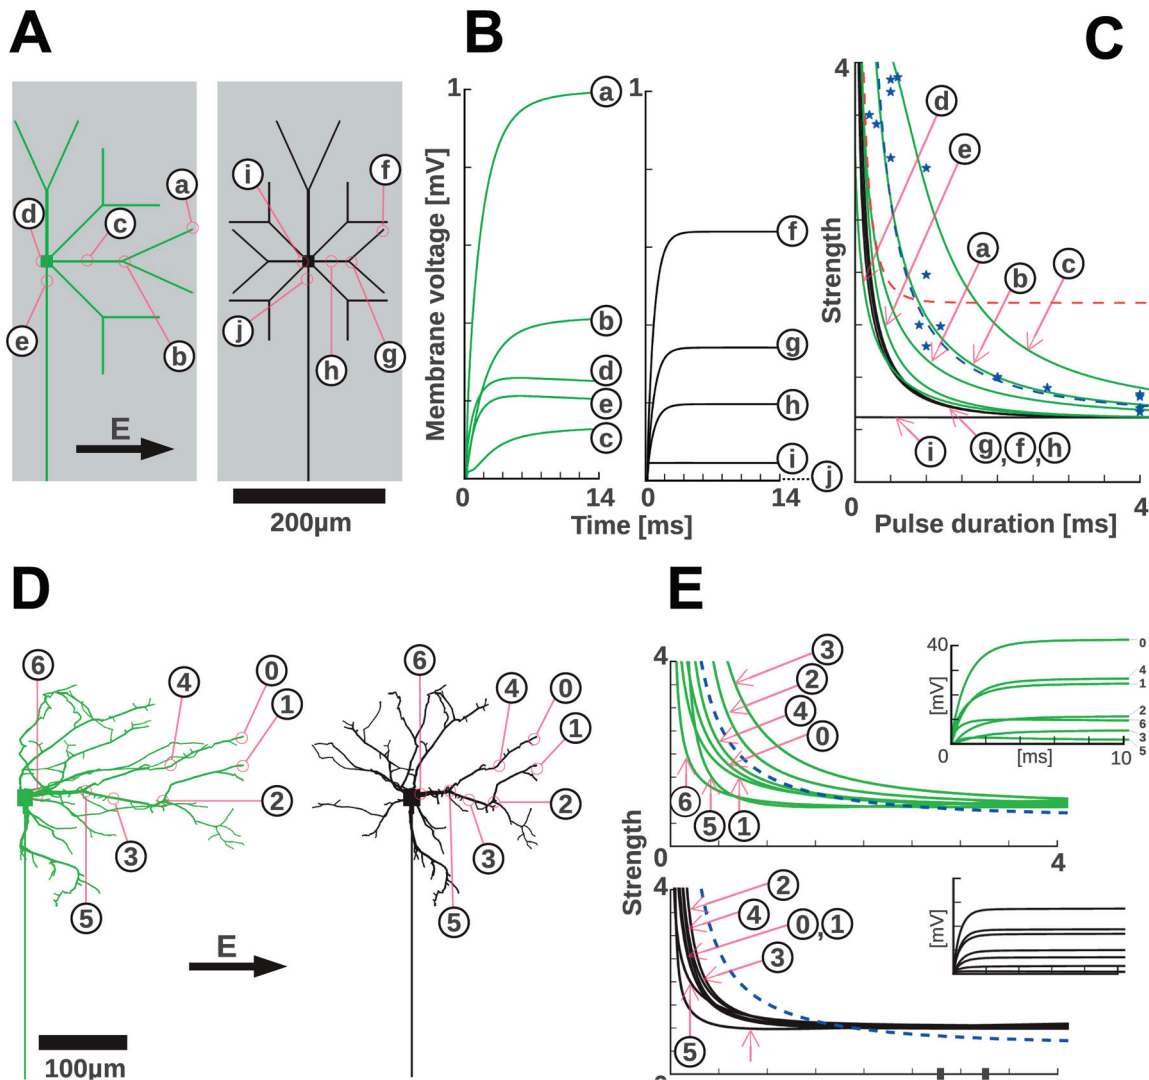 A
a
d
c
e
b
E
i
f
j
h
g
200µm
B
1
1
Membrane voltage [mV]
a
b
d
e
c
f
g
h
i
j
0
14
0
14
Time [ms]
C
4
Strength
d
e
a
b
c
i
g,f,h
0
4
Pulse duration [ms]
D
6
4
0
1
2
3
5
6
4
0
1
2
3
5
E
100µm
E
4
3
2
4
0
6
5
1
0
4
40
[mV]
0
[ms]
10
0
4
1
2
6
3
5
Strength
4
2
4
0,1
3
5
[mV]